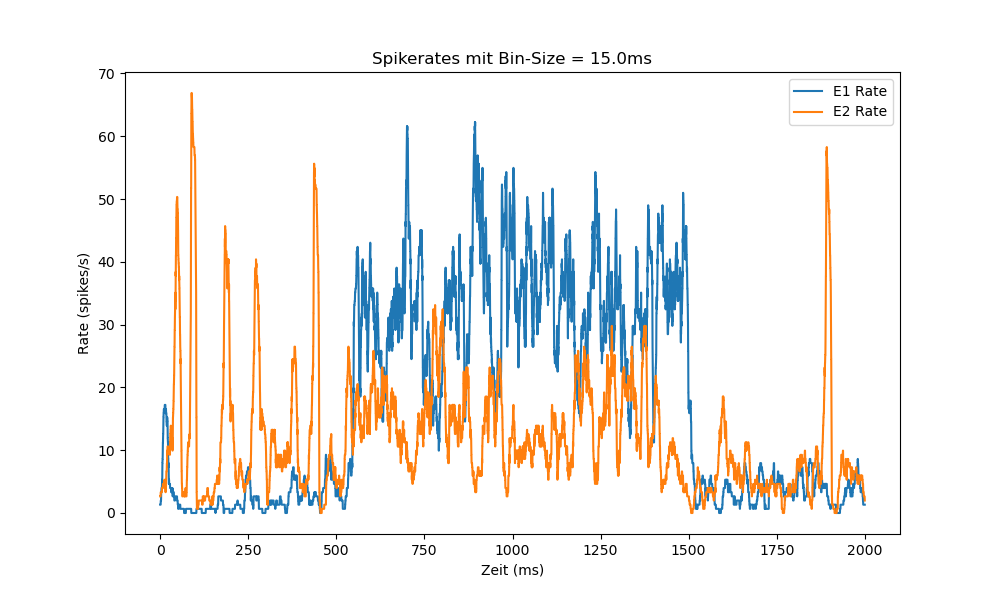 Spikerates mit Bin-Size = 15.0ms
E1 Rate
E2 Rate
70
60
50
40
30
20
10
0
Rate (spikes/s)
0 250 500 750 1000 1250 1500 1750 2000
Zeit (ms)